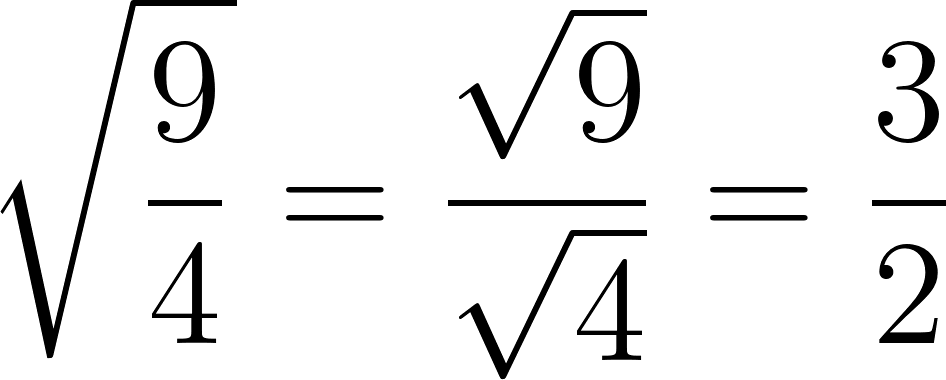 √(9/4) = √9/√4 = 3/2